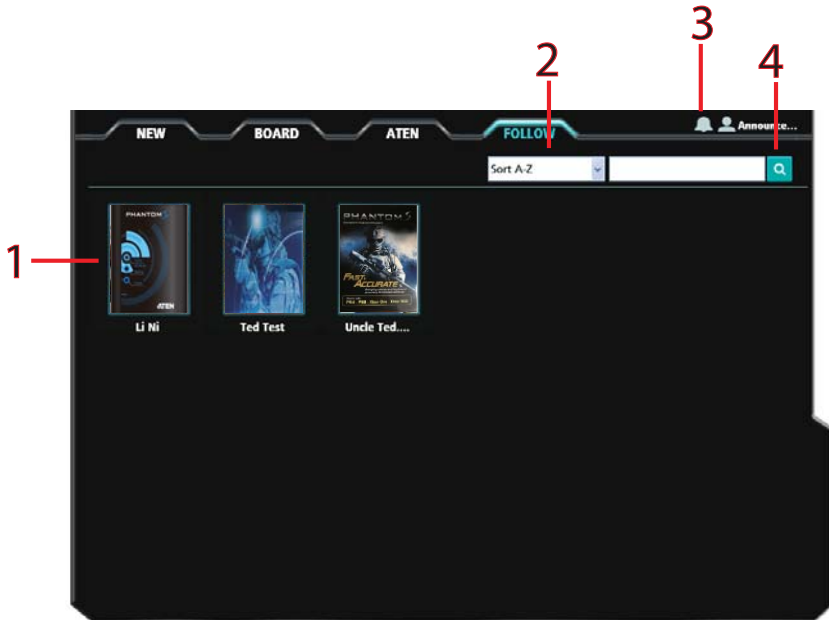 3
2
4
NEW BOARD ATEN FOLLOW Announce...
Sort A-Z
1
PHANTOM S
PHANTOM S
FAST.
ACCURATE.
ATEN
Li Ni Ted Test Uncle Ted....